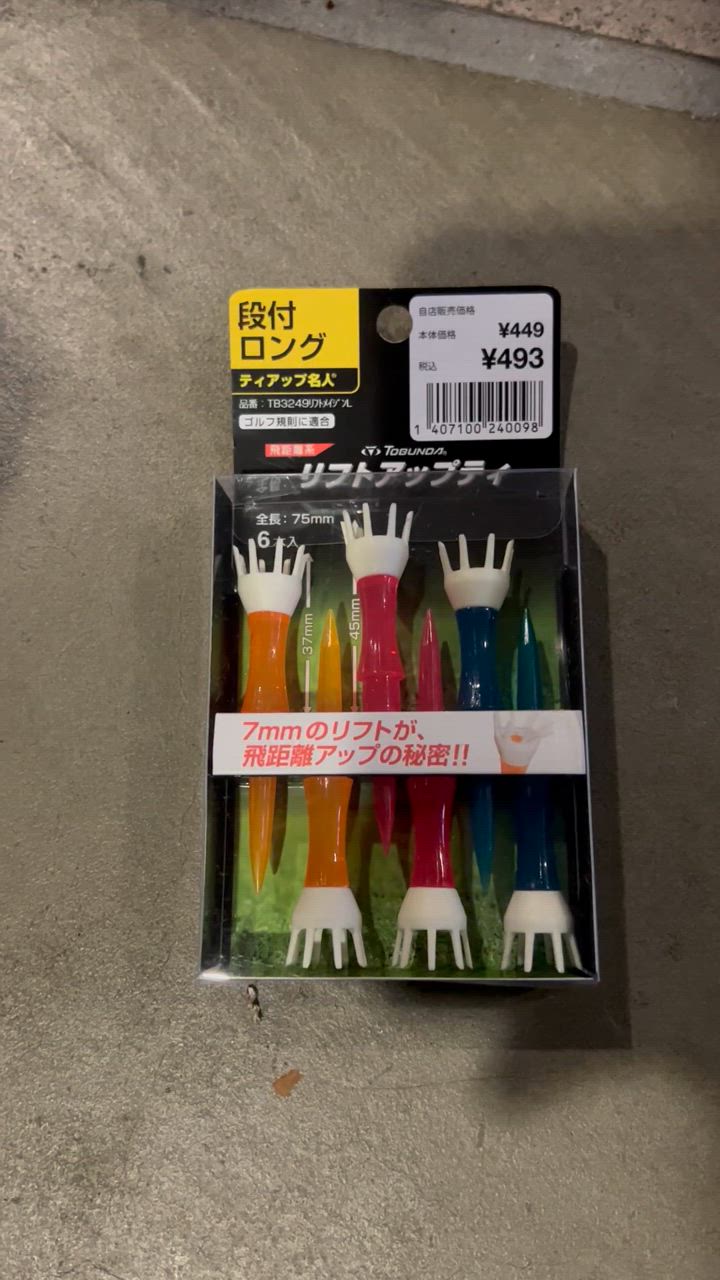 段付
ロング
ティアップ名人®
品番：TB3249リフトメイジンL
ゴルフ規則に適合
自店販売価格
本体価格 ¥449
税込 ¥493
1 407100 240098
飛距離系
TOBUNDA®
リフトアップティ
全長：75mm
6本入
37mm
45mm
7mmのリフトが、
飛距離アップの秘密!!